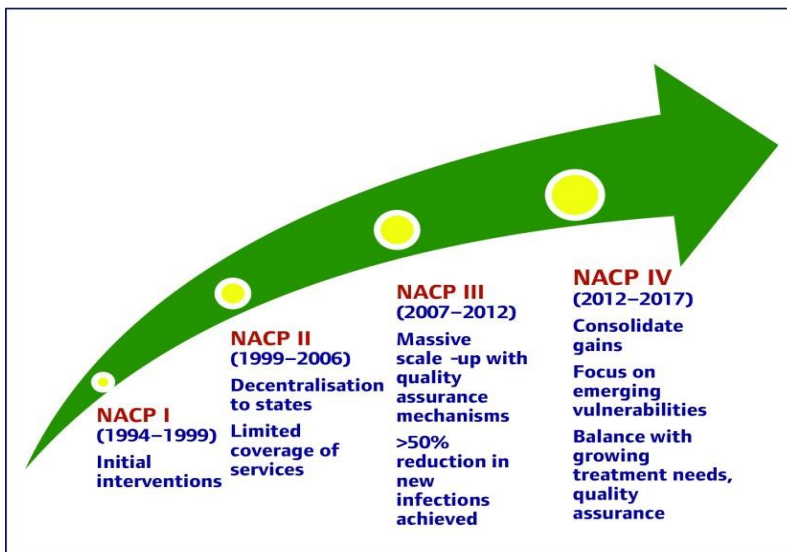 NACP I
(1994–1999)
Initial
interventions
NACP II
(1999–2006)
Decentralisation
to states
Limited
coverage of
services
NACP III
(2007–2012)
Massive
scale -up with
quality
assurance
mechanisms
>50%
reduction in
new
infections
achieved
NACP IV
(2012–2017)
Consolidate
gains
Focus on
emerging
vulnerabilities
Balance with
growing
treatment needs,
quality
assurance